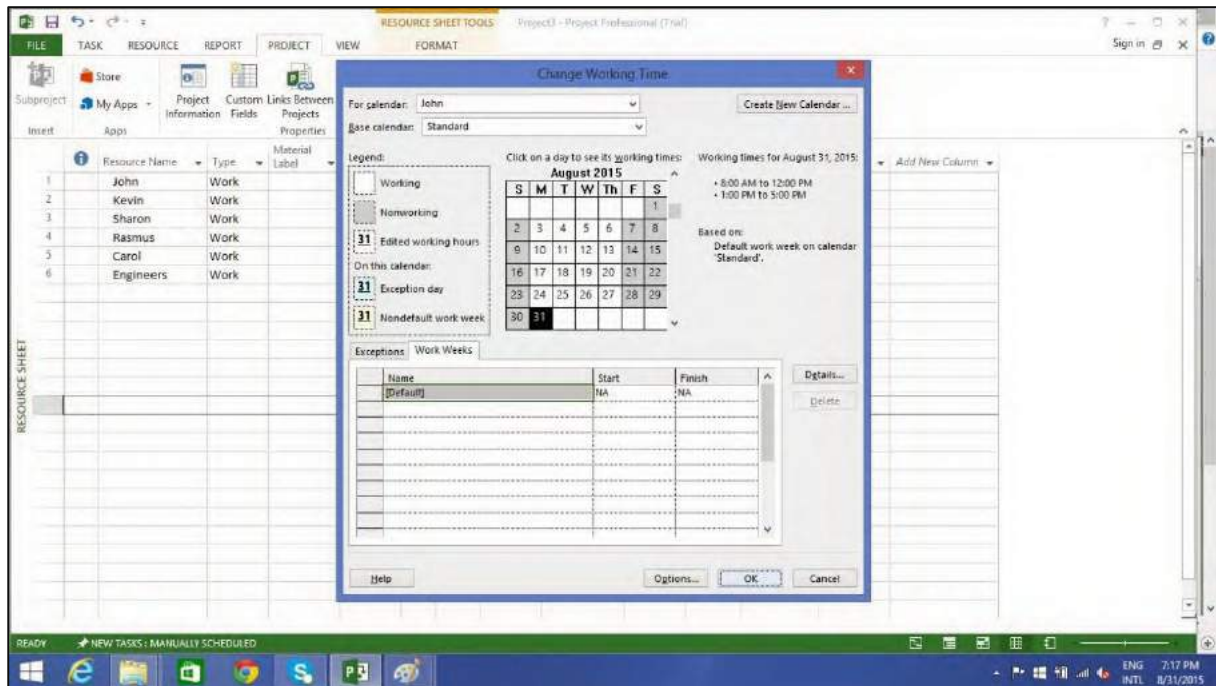 RESOURCE SHEET TOOLS Project3 - Project Professional (Trial)
FILE TASK RESOURCE REPORT PROJECT VIEW FORMAT Sign in
Subproject
Store
My Apps
Project Information
Custom Fields
Links Between Projects
Insert Apps Properties
Resource Name Type Material Label Add New Column
1 John Work
2 Kevin Work
3 Sharon Work
4 Rasmus Work
5 Carol Work
6 Engineers Work
RESOURCE SHEET
Change Working Time
For calendar: John Create New Calendar ...
Base calendar: Standard
Legend:
Working
Nonworking
31 Edited working hours
On this calendar:
31 Exception day
31 Nondefault work week
Click on a day to see its working times:
August 2015
S M T W Th F S
1
2 3 4 5 6 7 8
9 10 11 12 13 14 15
16 17 18 19 20 21 22
23 24 25 26 27 28 29
30 31
Working times for August 31, 2015:
• 8:00 AM to 12:00 PM
• 1:00 PM to 5:00 PM
Based on:
Default work week on calendar
'Standard'.
Exceptions Work Weeks
Name Start Finish
[Default] NA NA
Details...
Delete
Help Options... OK Cancel
READY NEW TASKS : MANUALLY SCHEDULED
ENG 7:17 PM
INTL 8/31/2015